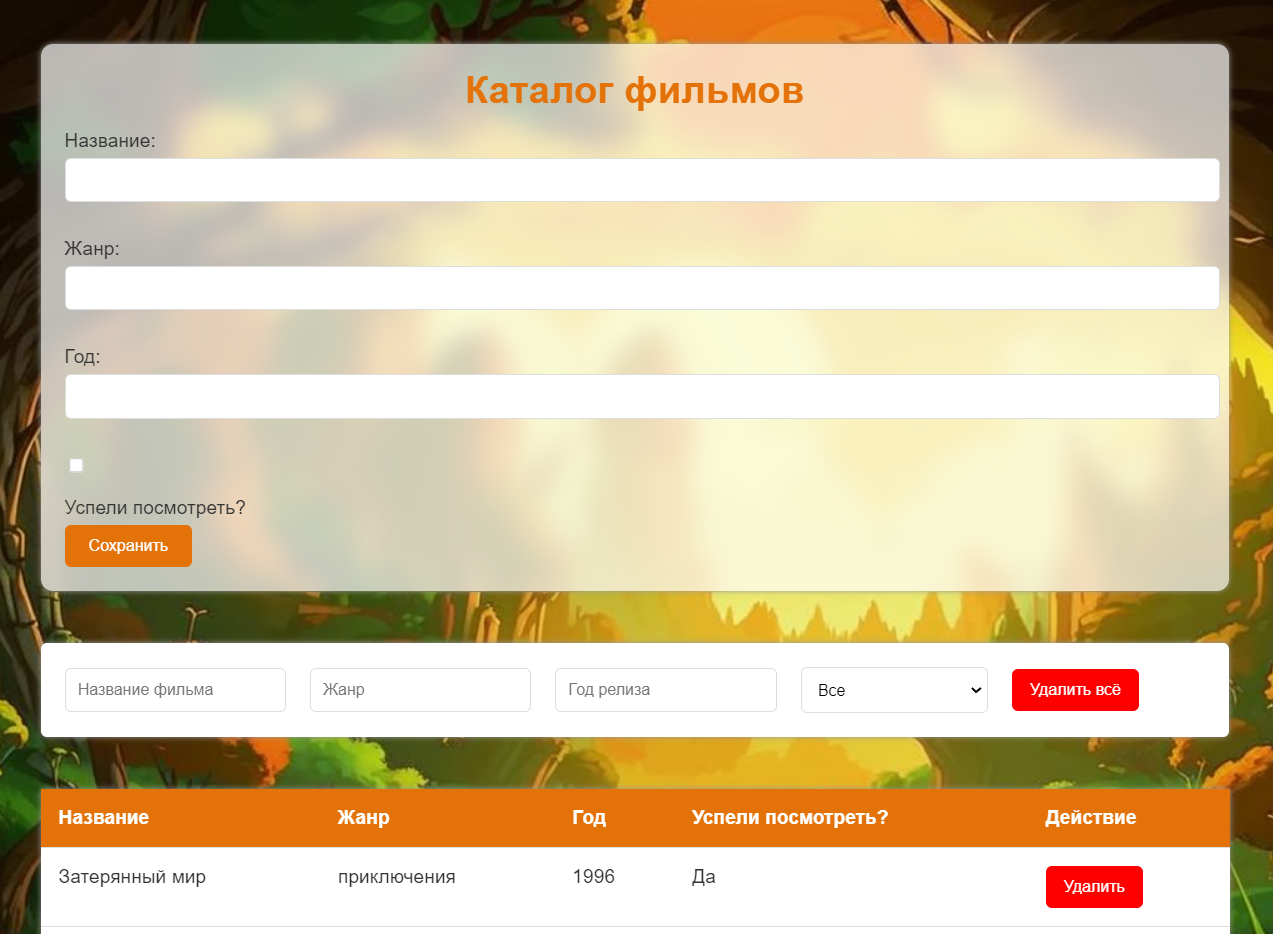 Каталог фильмов
Название:
Жанр:
Год:
Успели посмотреть?
Сохранить
Название фильма Жанр Год релиза Все Удалить всё
Название Жанр Год Успели посмотреть? Действие
Затерянный мир приключения 1996 Да Удалить